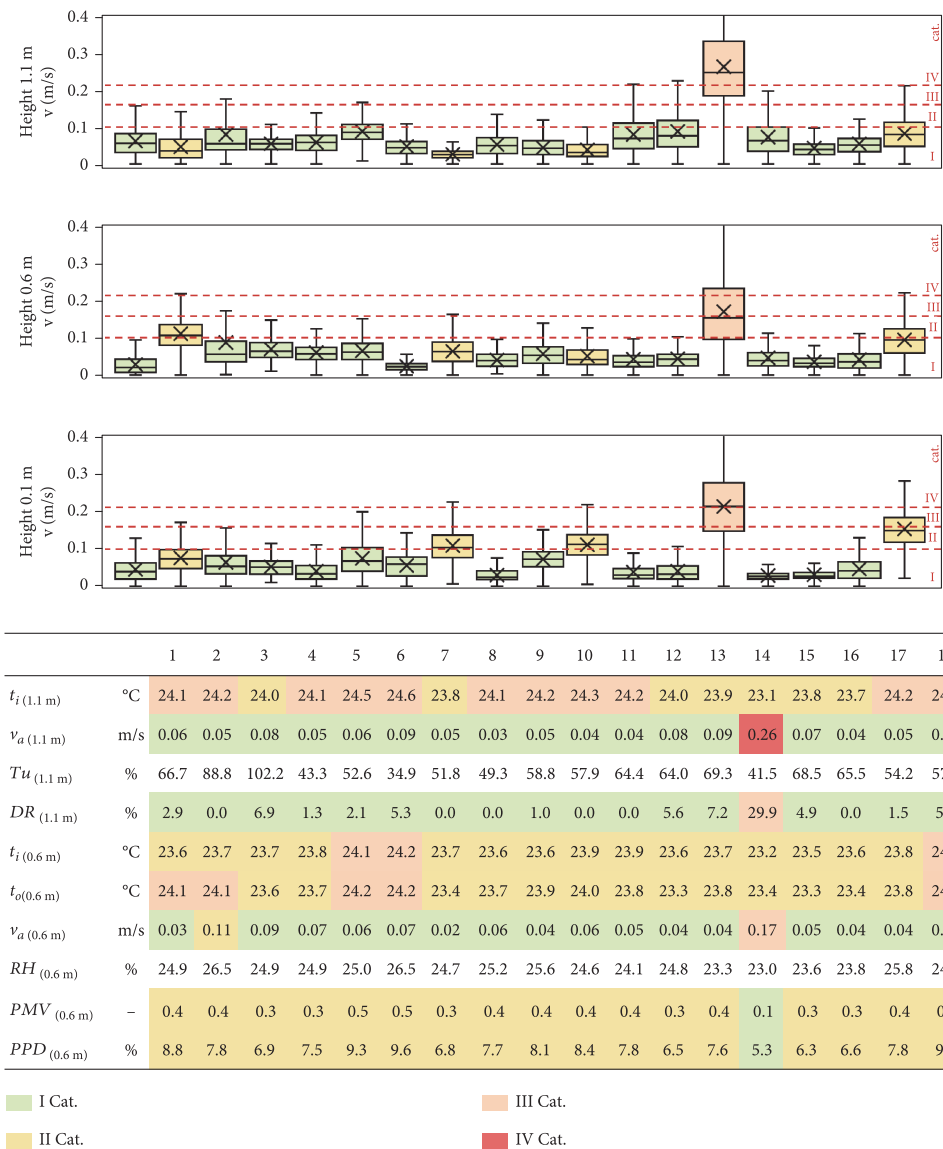 Height 1.1 m
v (m/s)
0.4
0.3
0.2
0.1
0
cat.
IV
III
II
I
Height 0.6 m
v (m/s)
0.4
0.3
0.2
0.1
0
cat.
IV
III
II
I
Height 0.1 m
v (m/s)
0.4
0.3
0.2
0.1
0
cat.
IV
III
II
I
1 2 3 4 5 6 7 8 9 10 11 12 13 14 15 16 17 1
t i (1.1 m) °C 24.1 24.2 24.0 24.1 24.5 24.6 23.8 24.1 24.2 24.3 24.2 24.0 23.9 23.1 23.8 23.7 24.2 24
v a (1.1 m) m/s 0.06 0.05 0.08 0.05 0.06 0.09 0.05 0.03 0.05 0.04 0.04 0.08 0.09 0.26 0.07 0.04 0.05 0.
Tu (1.1 m) % 66.7 88.8 102.2 43.3 52.6 34.9 51.8 49.3 58.8 57.9 64.4 64.0 69.3 41.5 68.5 65.5 54.2 57
DR (1.1 m) % 2.9 0.0 6.9 1.3 2.1 5.3 0.0 0.0 1.0 0.0 0.0 5.6 7.2 29.9 4.9 0.0 1.5 5
t i (0.6 m) °C 23.6 23.7 23.7 23.8 24.1 24.2 23.7 23.6 23.6 23.9 23.9 23.6 23.7 23.2 23.5 23.6 23.8 24
t o(0.6 m) °C 24.1 24.1 23.6 23.7 24.2 24.2 23.4 23.7 23.9 24.0 23.8 23.3 23.8 23.4 23.3 23.4 23.8 24
v a (0.6 m) m/s 0.03 0.11 0.09 0.07 0.06 0.07 0.02 0.06 0.04 0.06 0.05 0.04 0.04 0.17 0.05 0.04 0.04 0.
RH (0.6 m) % 24.9 26.5 24.9 24.9 25.0 26.5 24.7 25.2 25.6 24.6 24.1 24.8 23.3 23.0 23.6 23.8 25.8 24
PMV (0.6 m) – 0.4 0.4 0.3 0.3 0.5 0.5 0.3 0.4 0.4 0.4 0.4 0.3 0.4 0.1 0.3 0.3 0.4 0
PPD (0.6 m) % 8.8 7.8 6.9 7.5 9.3 9.6 6.8 7.7 8.1 8.4 7.8 6.5 7.6 5.3 6.3 6.6 7.8 9
I Cat.
III Cat.
II Cat.
IV Cat.